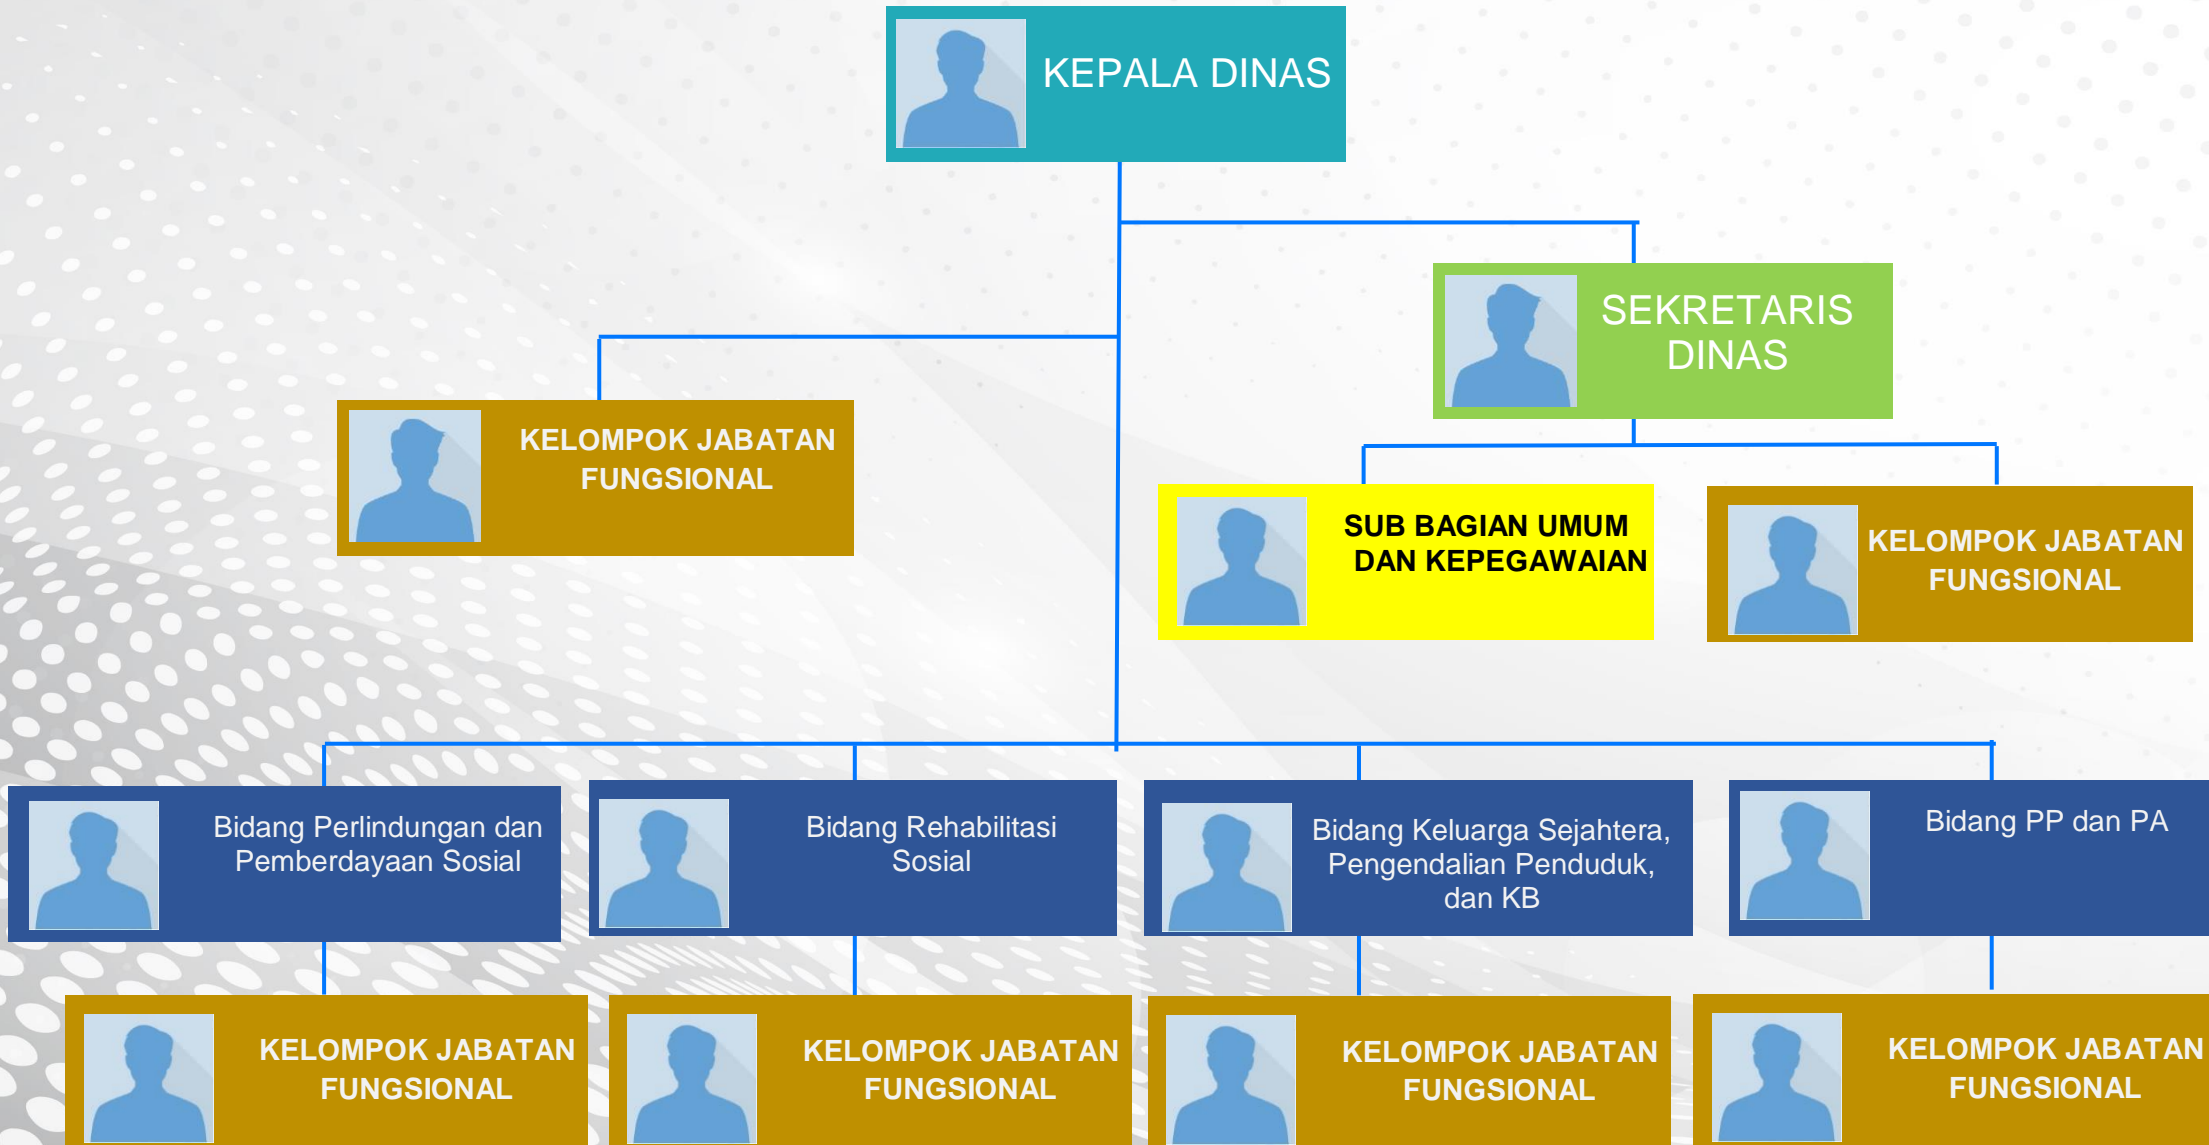 KEPALA DINAS
SEKRETARIS
DINAS
KELOMPOK JABATAN
FUNGSIONAL
SUB BAGIAN UMUM
DAN KEPEGAWAIAN
KELOMPOK JABATAN
FUNGSIONAL
Bidang Perlindungan dan
Pemberdayaan Sosial
Bidang Rehabilitasi
Sosial
Bidang Keluarga Sejahtera,
Pengendalian Penduduk,
dan KB
Bidang PP dan PA
KELOMPOK JABATAN
FUNGSIONAL
KELOMPOK JABATAN
FUNGSIONAL
KELOMPOK JABATAN
FUNGSIONAL
KELOMPOK JABATAN
FUNGSIONAL